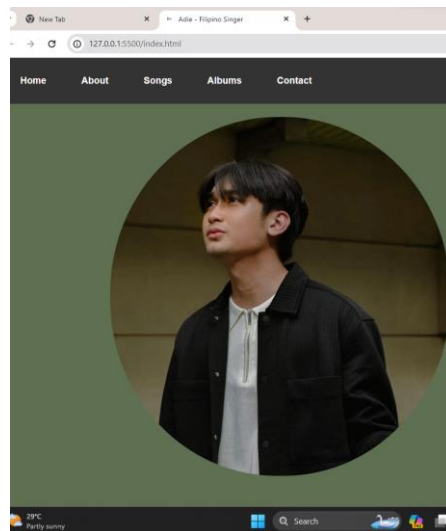 New Tab
Adie - Filipino Singer
127.0.0.1:5500/index.html
Home About Songs Albums Contact
29°C
Partly sunny
Search